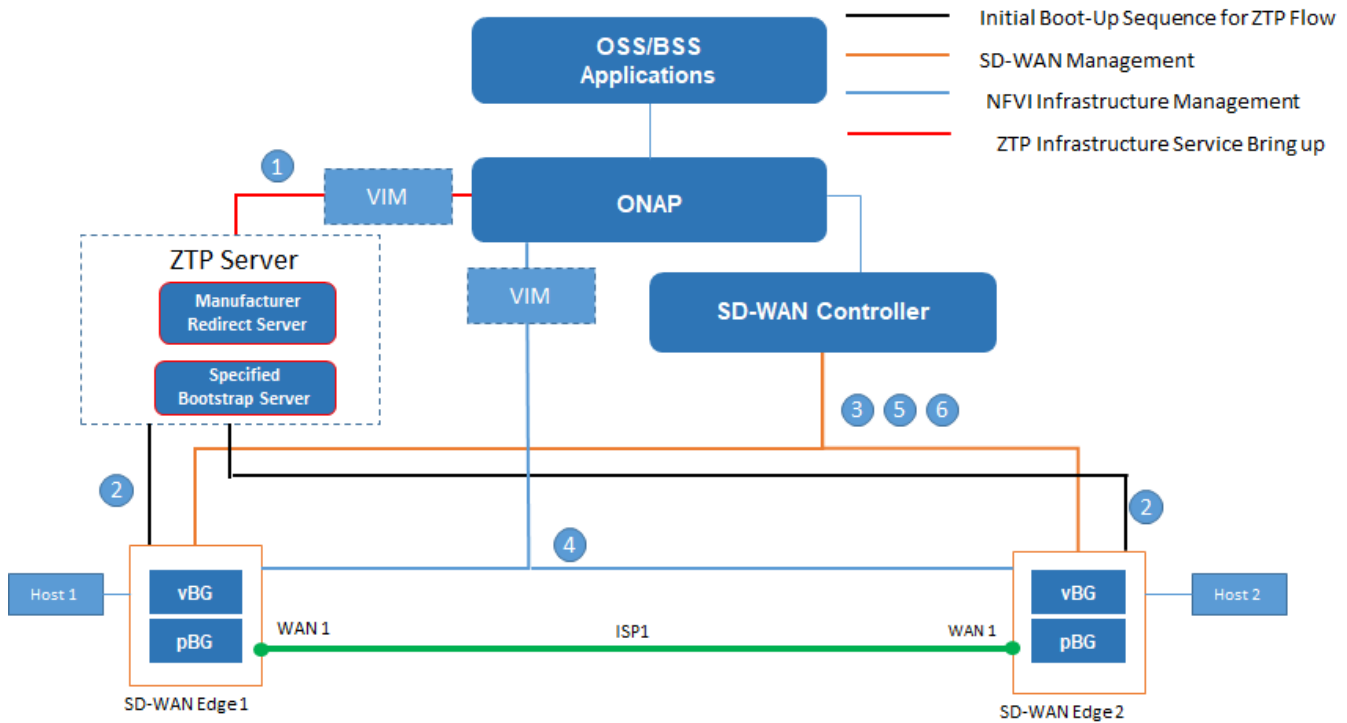 OSS/BSS
Applications
Initial Boot-Up Sequence for ZTP Flow
SD-WAN Management
NFVI Infrastructure Management
ZTP Infrastructure Service Bring up
1
VIM
ONAP
ZTP Server
Manufacturer
Redirect Server
Specified
Bootstrap Server
VIM
SD-WAN Controller
3 5 6
2
2
4
Host 1
vBG
pBG
WAN 1
ISP1
WAN 1
vBG
pBG
Host 2
SD-WAN Edge 1
SD-WAN Edge 2